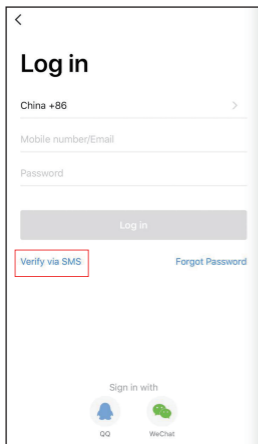 Log in
China +86
Mobile number/Email
Password
Log in
Verify via SMS Forgot Password
Sign in with
QQ WeChat